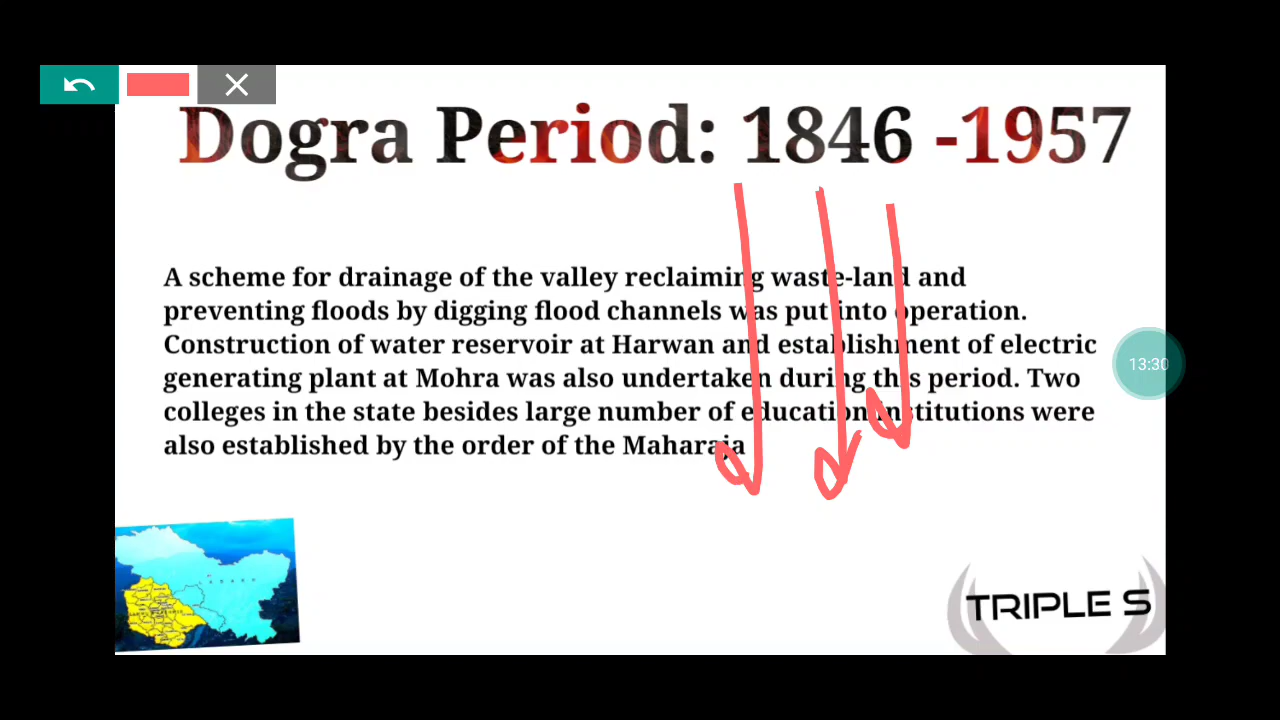 Dogra Period: 1846 -1957
A scheme for drainage of the valley reclaiming waste-land and
preventing floods by digging flood channels was put into operation.
Construction of water reservoir at Harwan and establishment of electric
generating plant at Mohra was also undertaken during this period. Two
colleges in the state besides large number of education institutions were
also established by the order of the Maharaja
13:30
TRIPLE S